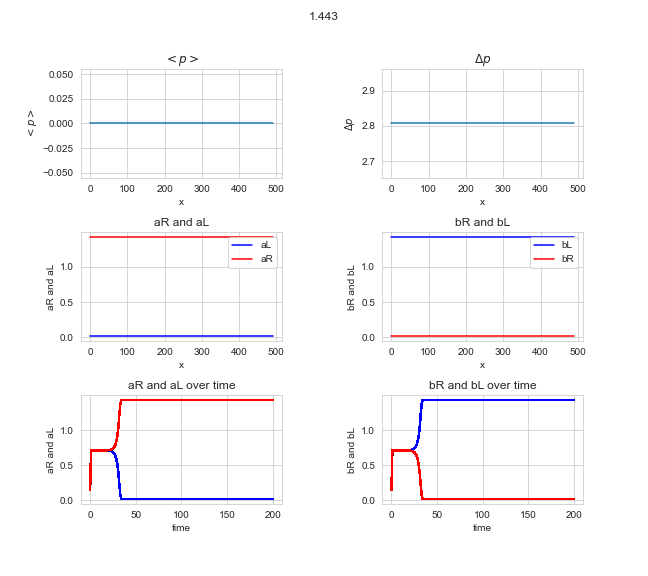 1.443
< p >
Δp
0.050
0.025
0.000
−0.025
−0.050
< p >
0 100 200 300 400 500
x
2.9
2.8
2.7
Δp
0 100 200 300 400 500
x
aR and aL
bR and bL
1.0
0.5
0.0
aR and aL
aL
aR
0 100 200 300 400 500
x
1.0
0.5
0.0
bR and bL
bL
bR
0 100 200 300 400 500
x
aR and aL over time
bR and bL over time
1.0
0.5
0.0
aR and aL
0 50 100 150 200
time
1.0
0.5
0.0
bR and bL
0 50 100 150 200
time